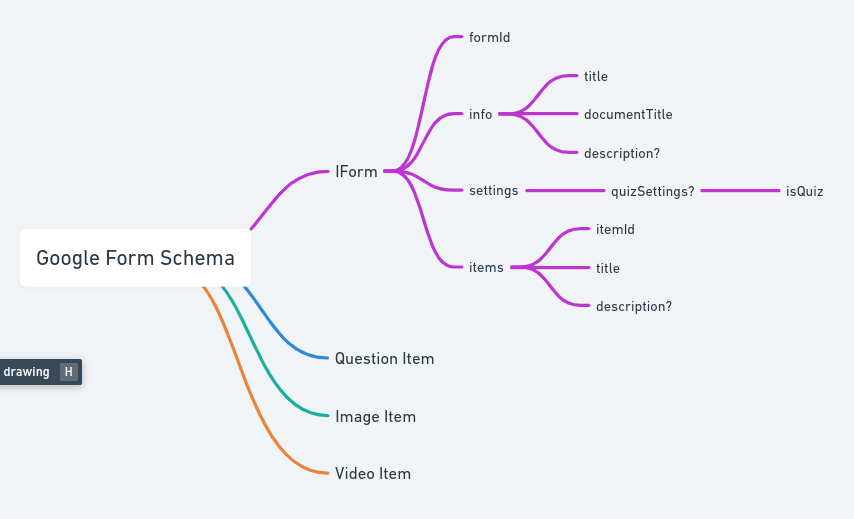 Google Form Schema
IForm
formId
info
title
documentTitle
description?
settings
quizSettings?
isQuiz
items
itemId
title
description?
Question Item
Image Item
Video Item
drawing H